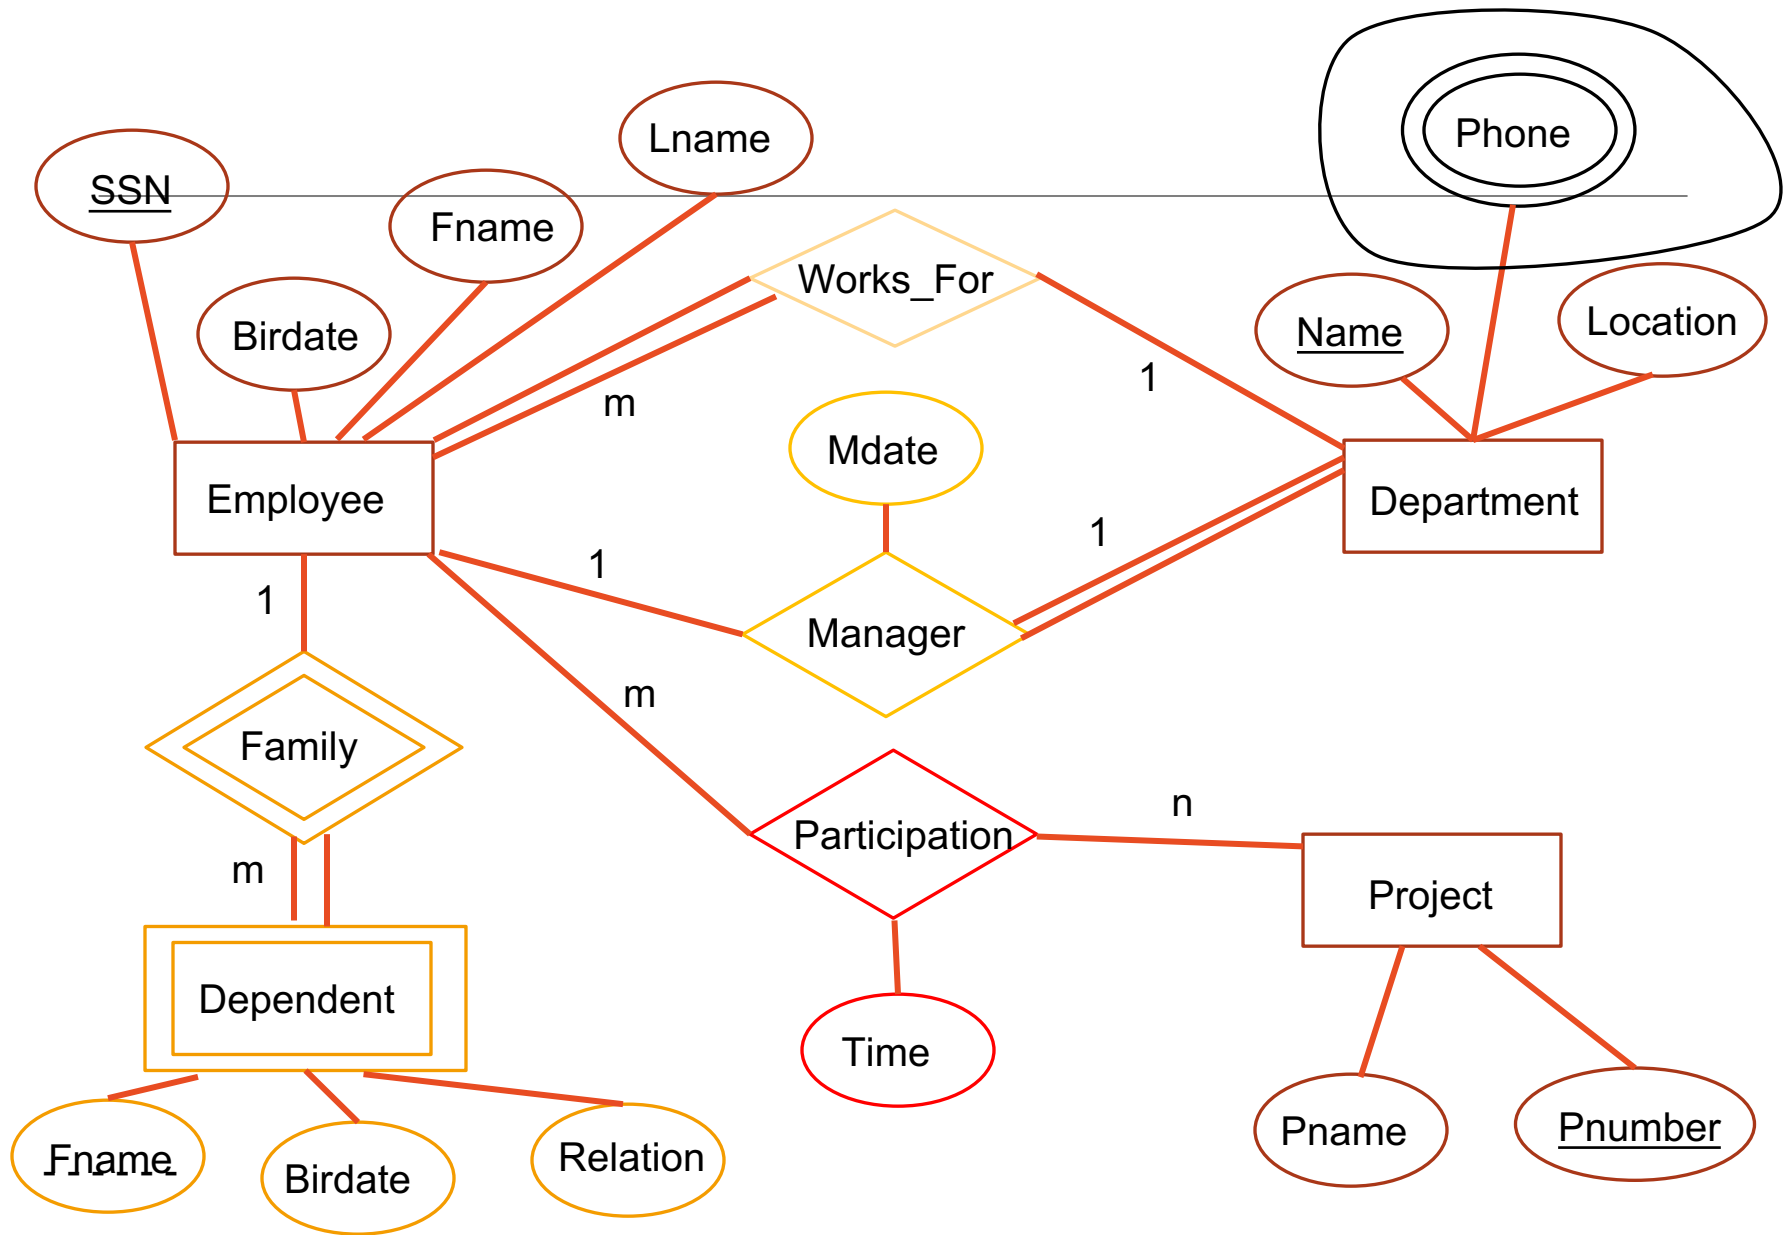 Phone
Lname
SSN
Fname
Works_For
Name
Location
Birdate
m
1
Mdate
Employee
Department
1
1
1
Manager
m
Family
n
Participation
m
Project
Dependent
Time
Fname
Birdate
Relation
Pname
Pnumber